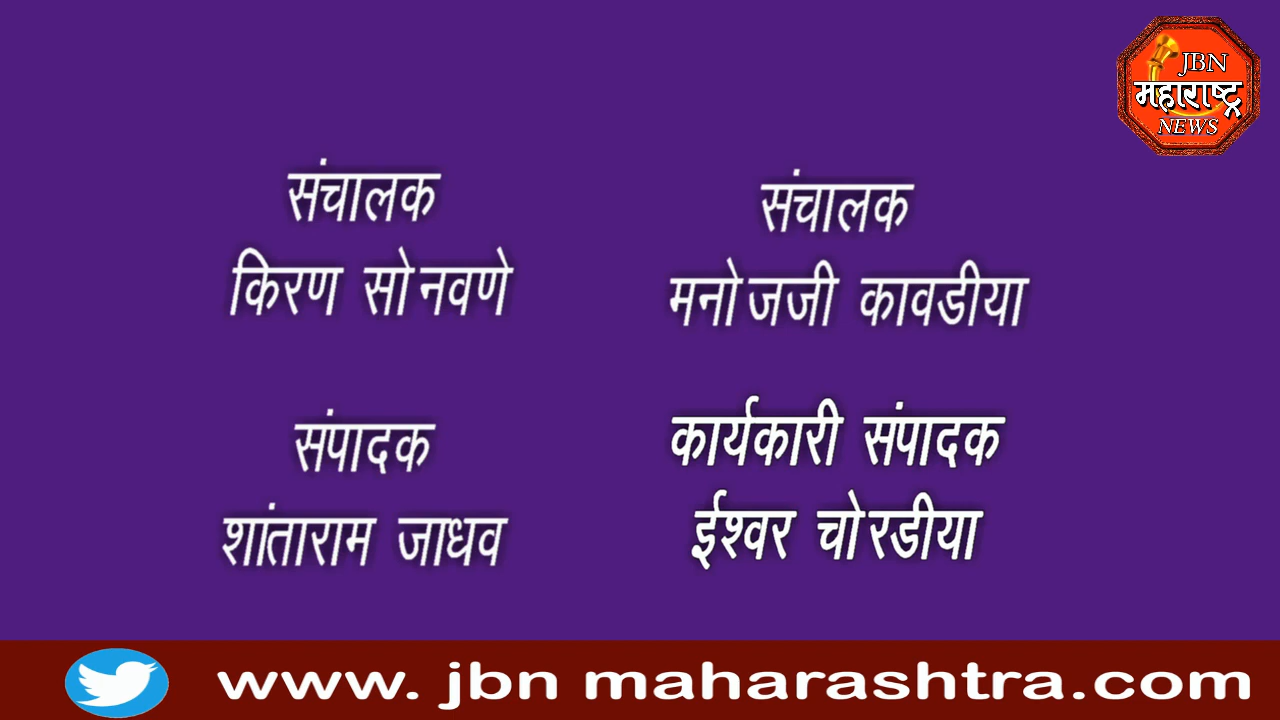 JBN
महाराष्ट्र
NEWS
संचालक
किरण सोनवणे
संचालक
मनोजजी कावडीया
संपादक
शांताराम जाधव
कार्यकारी संपादक
ईश्वर चोरडीया
www. jbn maharashtra.com